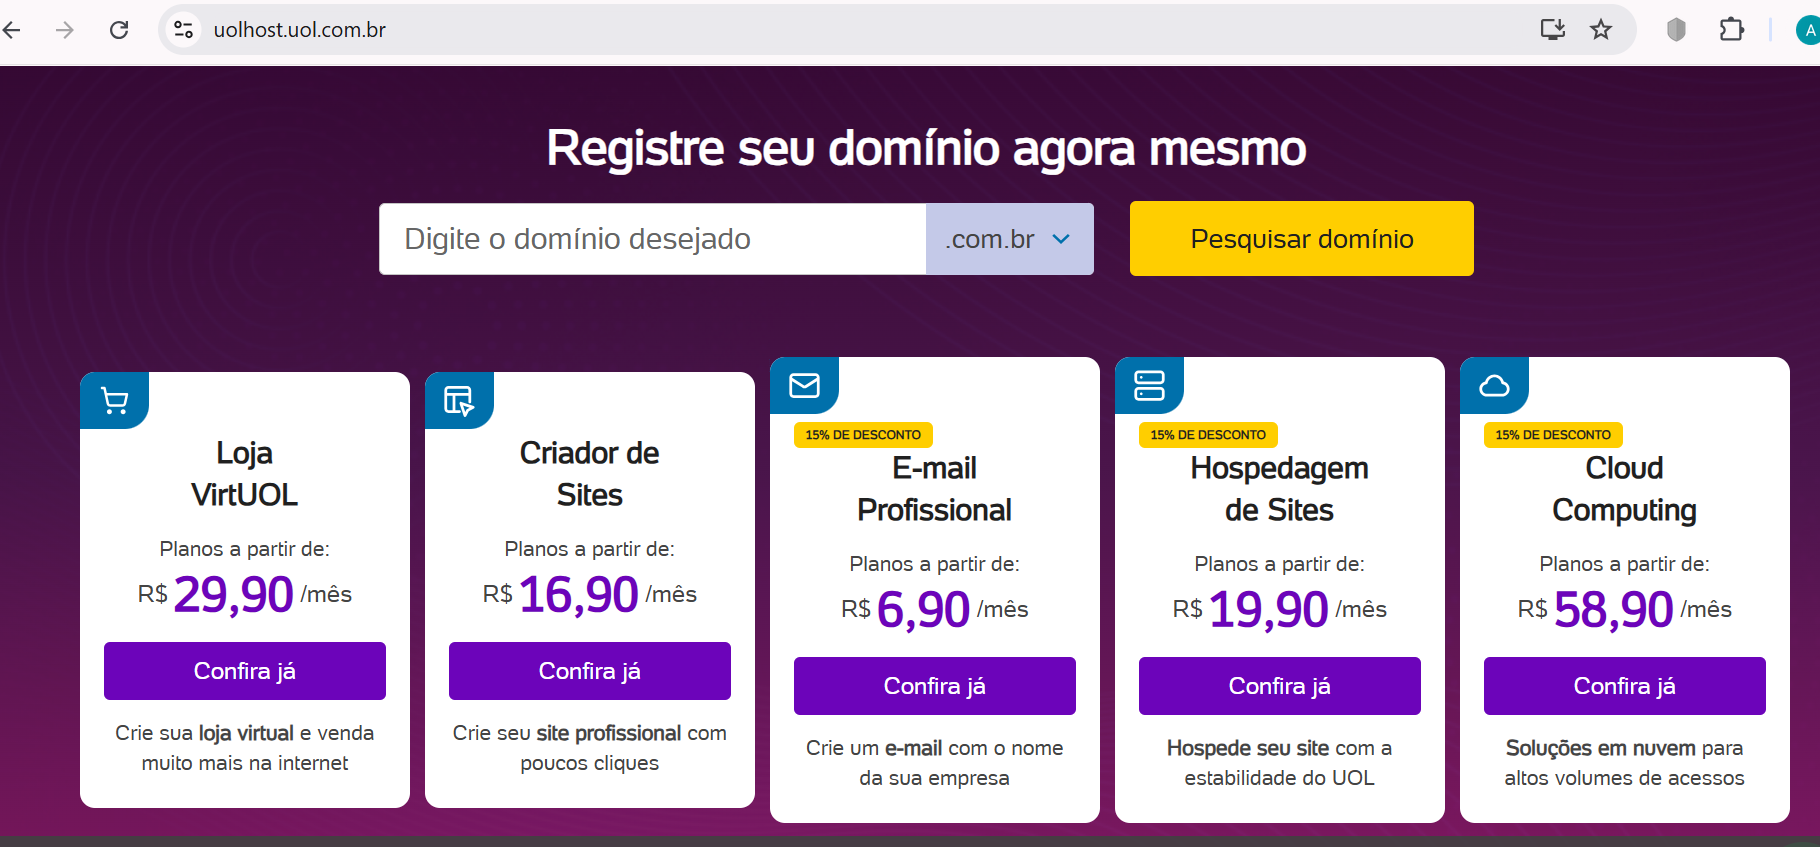 uolhost.uol.com.br
A
Registre seu domínio agora mesmo
Digite o domínio desejado
.com.br
Pesquisar domínio
Loja
VirtUOL
Planos a partir de:
R$ 29,90 /mês
Confira já
Crie sua loja virtual e venda
muito mais na internet
Criador de
Sites
Planos a partir de:
R$ 16,90 /mês
Confira já
Crie seu site profissional com
poucos cliques
15% DE DESCONTO
E-mail
Profissional
Planos a partir de:
R$ 6,90 /mês
Confira já
Crie um e-mail com o nome
da sua empresa
15% DE DESCONTO
Hospedagem
de Sites
Planos a partir de:
R$ 19,90 /mês
Confira já
Hospede seu site com a
estabilidade do UOL
15% DE DESCONTO
Cloud
Computing
Planos a partir de:
R$ 58,90 /mês
Confira já
Soluções em nuvem para
altos volumes de acessos